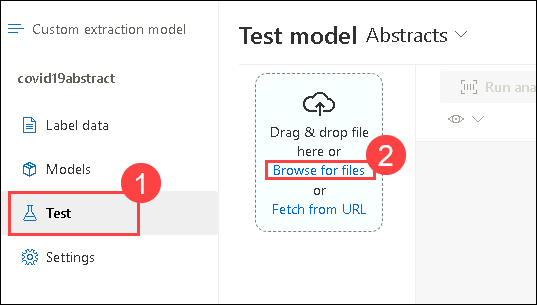 Custom extraction model
covid19abstract
Label data
Models
1
Test
Settings
Test model Abstracts
Drag & drop file
here or
2
Browse for files
or
Fetch from URL
Run ana